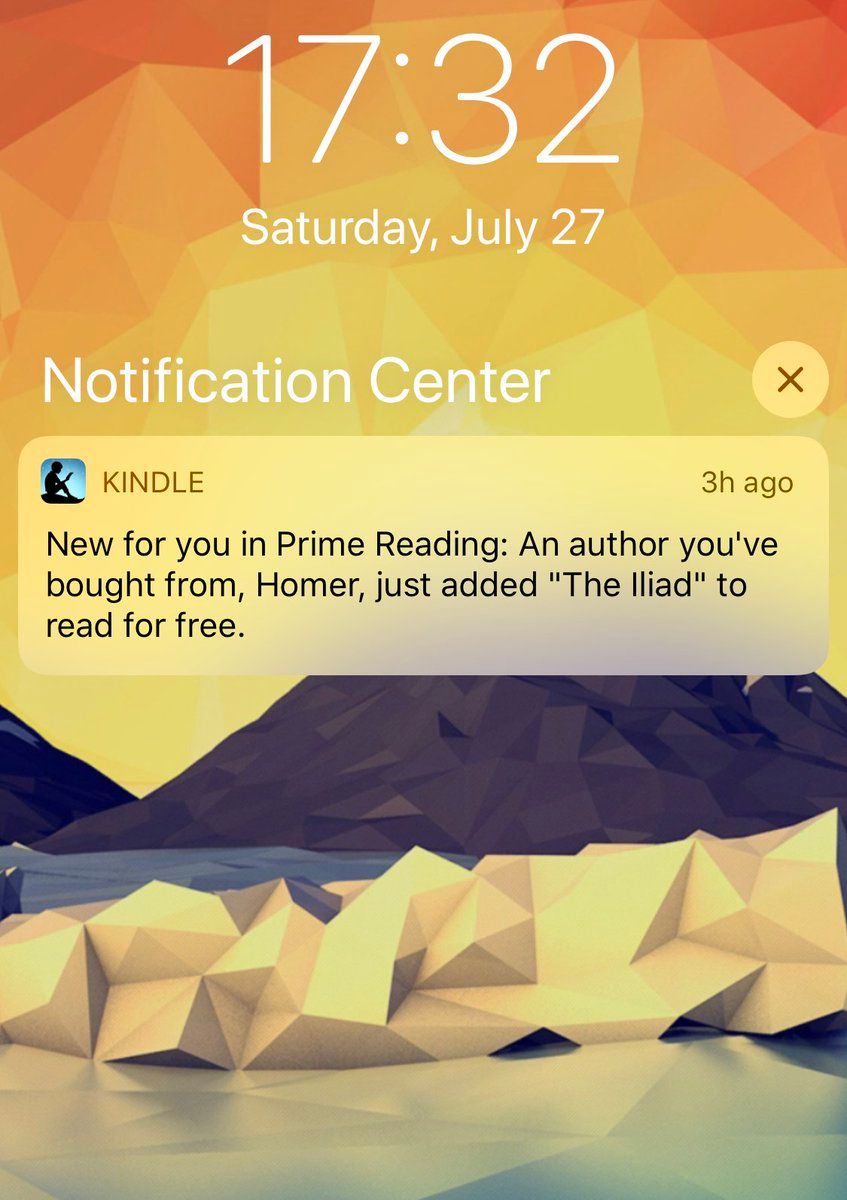 17:32
Saturday, July 27
Notification Center
KINDLE 3h ago
New for you in Prime Reading: An author you've
bought from, Homer, just added "The Iliad" to
read for free.